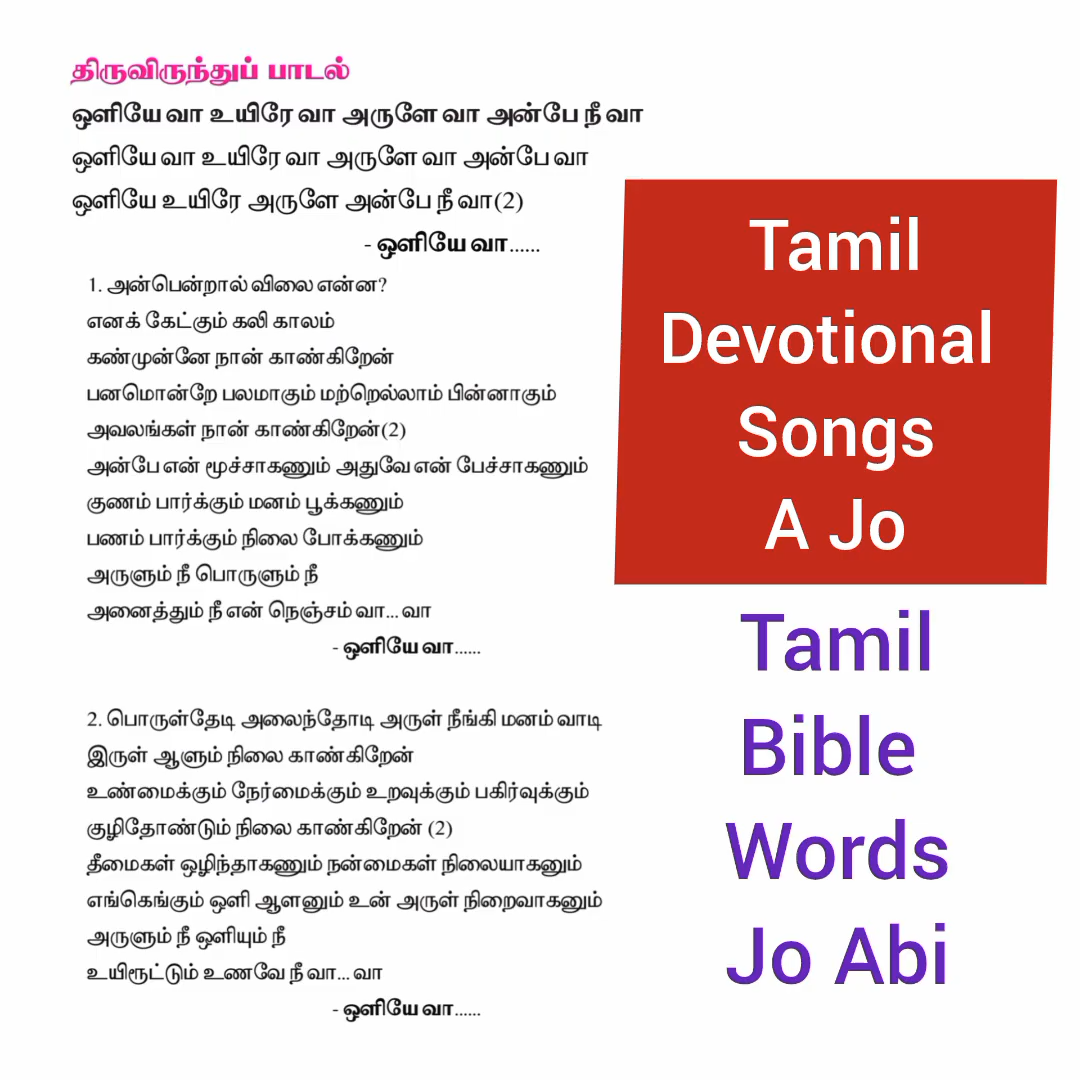 திருவிருந்துப் பாடல்
ஒளியே வா உயிரே வா அருளே வா அன்பே நீ வா
ஒளியே வா உயிரே வா அருளே வா அன்பே வா
ஒளியே உயிரே அருளே அன்பே நீ வா(2)
- ஒளியே வா......
1. அன்பென்றால் விலை என்ன?
எனக் கேட்கும் கலி காலம்
கண்முன்னே நான் காண்கிறேன்
பனமொன்றே பலமாகும் மற்றெல்லாம் பின்னாகும்
அவலங்கள் நான் காண்கிறேன்(2)
அன்பே என் மூச்சாகணும் அதுவே என் பேச்சாகணும்
குணம் பார்க்கும் மனம் பூக்கணும்
பணம் பார்க்கும் நிலை போக்கணும்
அருளும் நீ பொருளும் நீ
அனைத்தும் நீ என் நெஞ்சம் வா... வா
- ஒளியே வா......
2. பொருள்தேடி அலைந்தோடி அருள் நீங்கி மனம் வாடி
இருள் ஆளும் நிலை காண்கிறேன்
உண்மைக்கும் நேர்மைக்கும் உறவுக்கும் பகிர்வுக்கும்
குழிதோண்டும் நிலை காண்கிறேன் (2)
தீமைகள் ஒழிந்தாகணும் நன்மைகள் நிலையாகனும்
எங்கெங்கும் ஒளி ஆளனும் உன் அருள் நிறைவாகனும்
அருளும் நீ ஒளியும் நீ
உயிரூட்டும் உணவே நீ வா... வா
- ஒளியே வா......
Tamil
Devotional
Songs
A Jo
Tamil
Bible
Words
Jo Abi